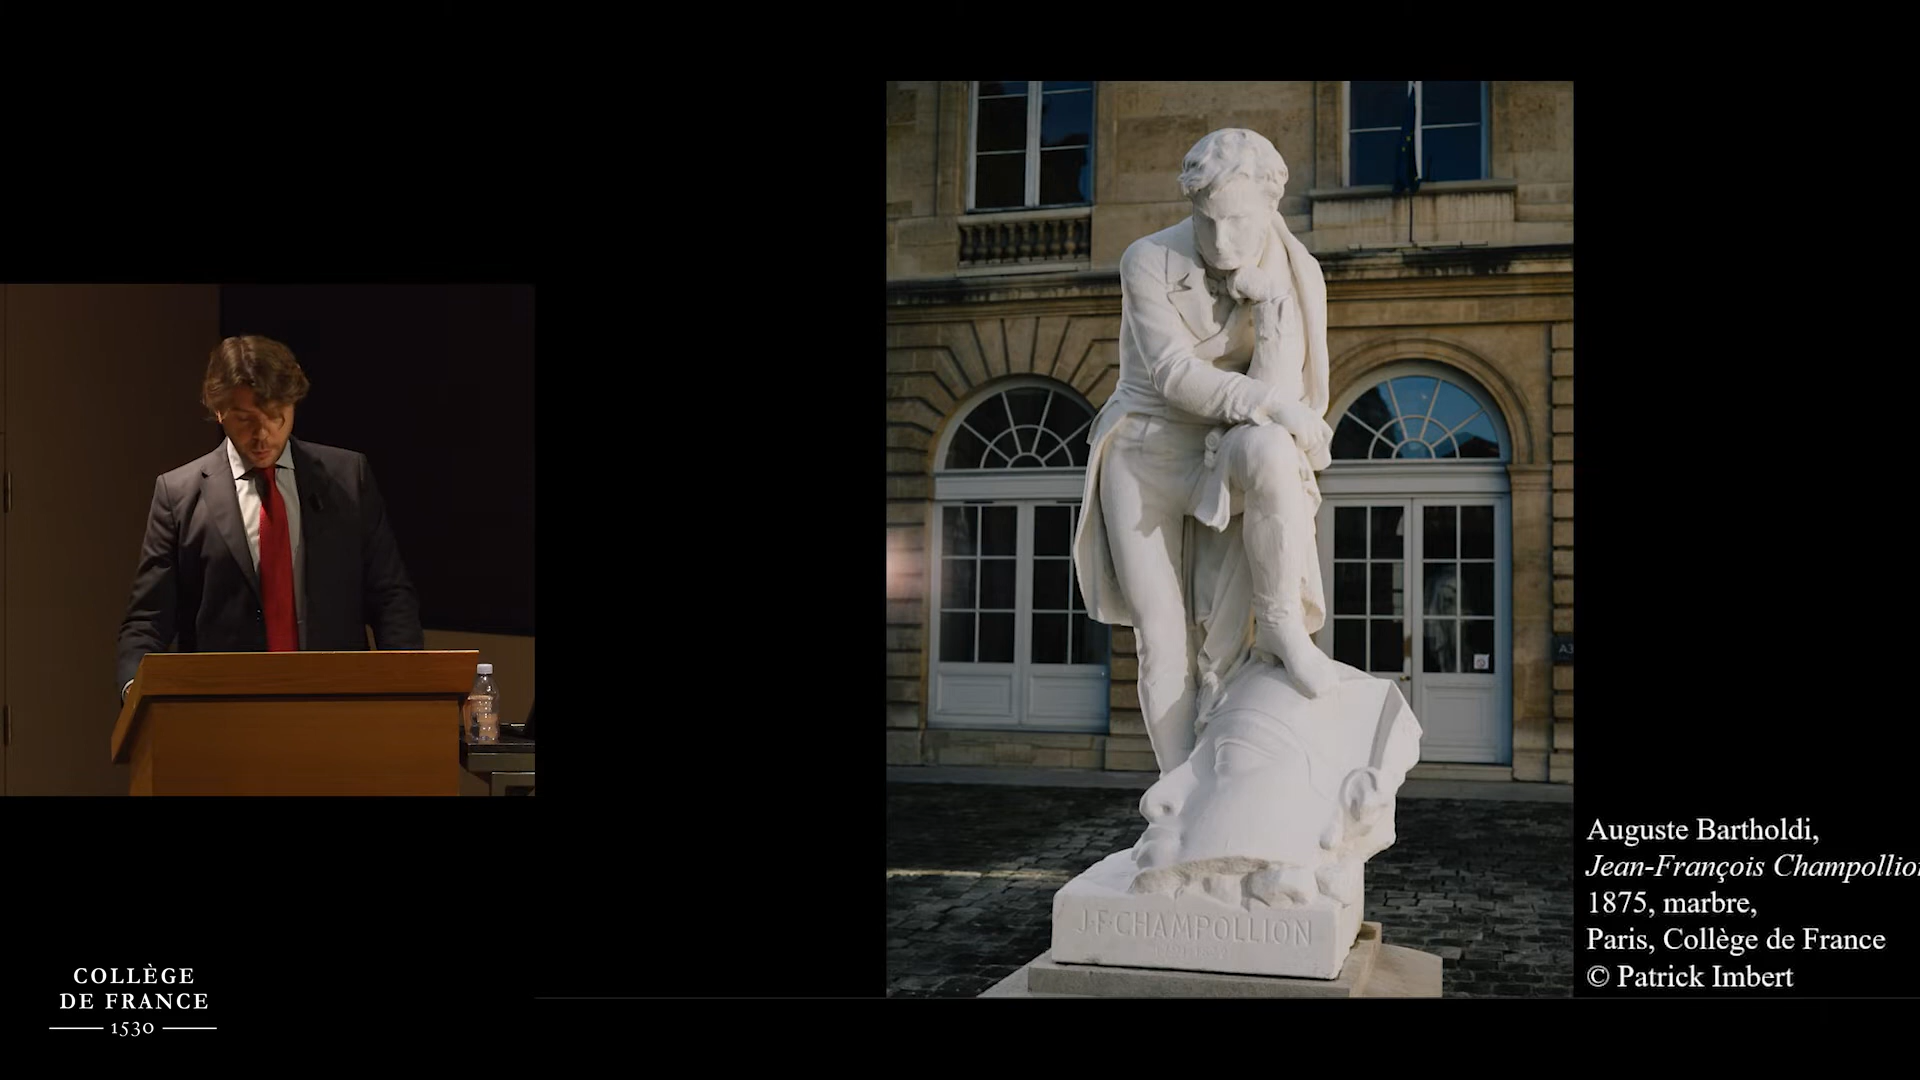 J·F·CHAMPOLLION
Auguste Bartholdi,
Jean-François Champollion
1875, marbre,
Paris, Collège de France
© Patrick Imbert
COLLÈGE
DE FRANCE
1530